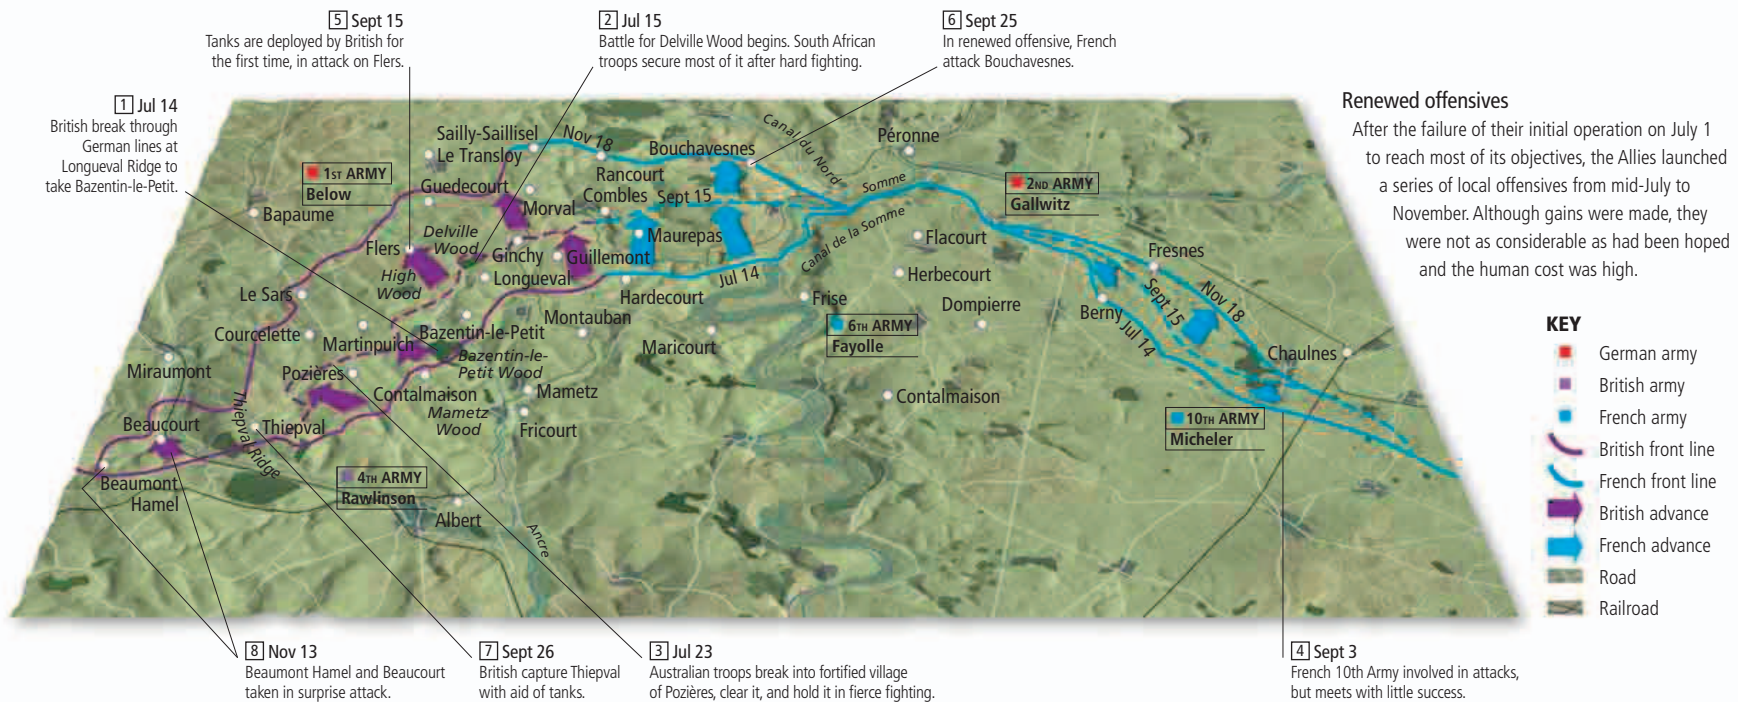 5 Sept 15
Tanks are deployed by British for
the first time, in attack on Flers.
2 Jul 15
Battle for Delville Wood begins. South African
troops secure most of it after hard fighting.
6 Sept 25
In renewed offensive, French
attack Bouchavesnes.
1 Jul 14
British break through
German lines at
Longueval Ridge to
take Bazentin-le-Petit.
Renewed offensives
After the failure of their initial operation on July 1
to reach most of its objectives, the Allies launched
a series of local offensives from mid-July to
November. Although gains were made, they
were not as considerable as had been hoped
and the human cost was high.
Sailly-Saillisel
Le Transloy
Nov 18
Bouchavesnes
Canal du Nord
Péronne
1ST ARMY
Below
Guedecourt
Rancourt
Combles
Sept 15
Somme
2ND ARMY
Gallwitz
Bapaume
Morval
Delville
Wood
Flers
Ginchy
Guillemont
Maurepas
Canal de la Somme
Flacourt
Fresnes
High
Wood
Longueval
Jul 14
Herbecourt
Le Sars
Hardecourt
Frise
Dompierre
Berny
Sept 15
Nov 18
Jul 14
Courcelette
Martinpuich
Bazentin-le-Petit
Montauban
Maricourt
6TH ARMY
Fayolle
Chaulnes
Miraumont
Pozières
Bazentin-le-
Petit Wood
Contalmaison
Mametz
Contalmaison
Mametz
Wood
Fricourt
Beaucourt
Thiepval Ridge
Thiepval
10TH ARMY
Micheler
Beaumont
Hamel
4TH ARMY
Rawlinson
Albert
Ancre
KEY
German army
British army
French army
British front line
French front line
British advance
French advance
Road
Railroad
8 Nov 13
Beaumont Hamel and Beaucourt
taken in surprise attack.
7 Sept 26
British capture Thiepval
with aid of tanks.
3 Jul 23
Australian troops break into fortified village
of Pozières, clear it, and hold it in fierce fighting.
4 Sept 3
French 10th Army involved in attacks,
but meets with little success.